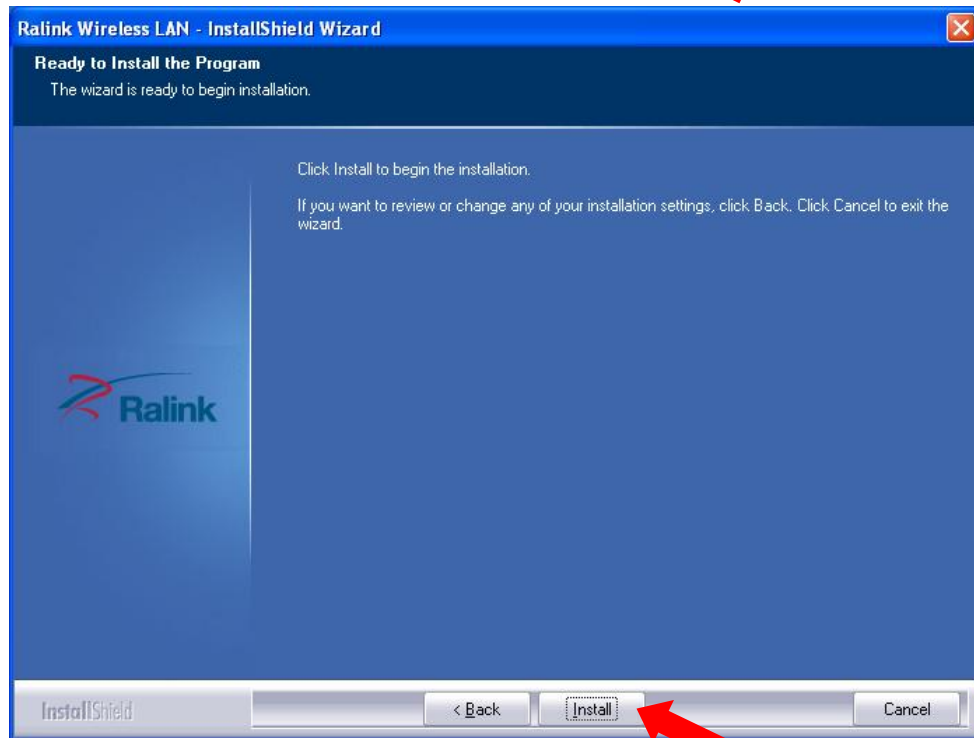 Ralink Wireless LAN - InstallShield Wizard
Ready to Install the Program
The wizard is ready to begin installation.
Click Install to begin the installation.
If you want to review or change any of your installation settings, click Back. Click Cancel to exit the
wizard.
Ralink
InstallShield
< Back
Install
Cancel